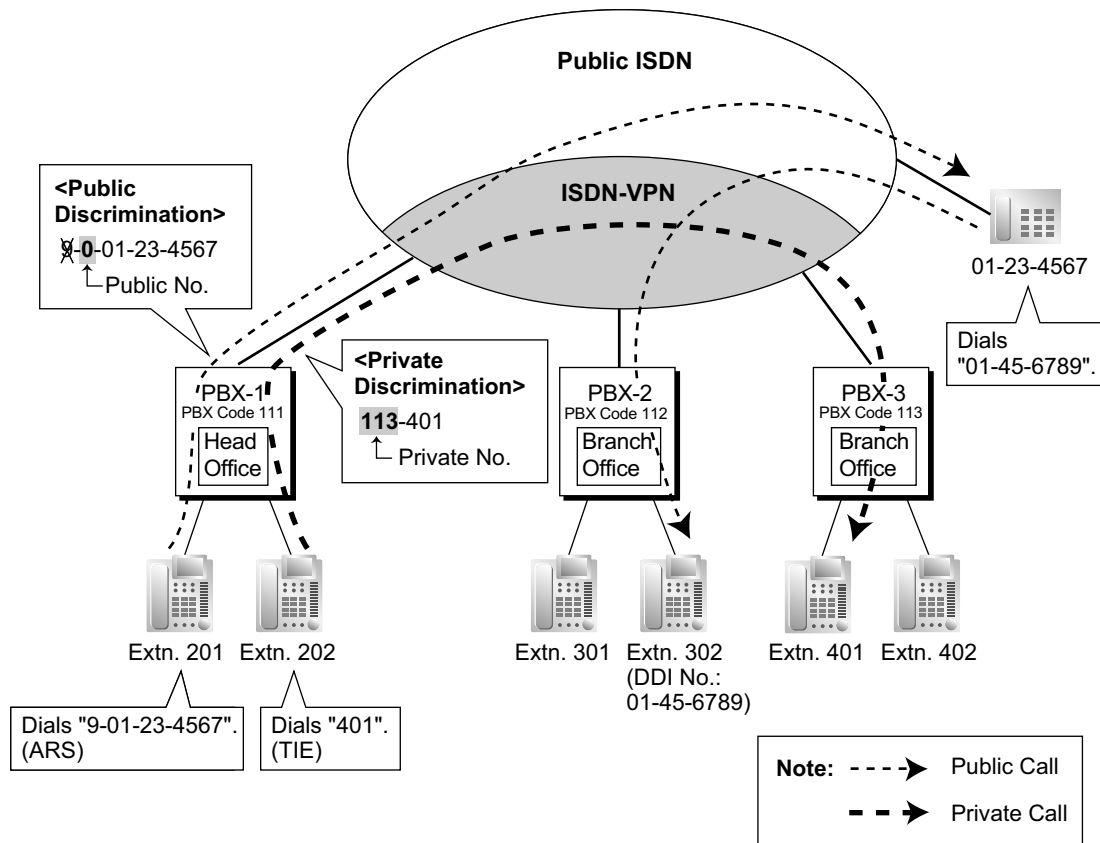 Public ISDN
ISDN-VPN
<Public
Discrimination>
9-0-01-23-4567
Public No.
01-23-4567
Dials
"01-45-6789".
<Private
Discrimination>
113-401
Private No.
PBX-1
PBX Code 111
Head
Office
PBX-2
PBX Code 112
Branch
Office
PBX-3
PBX Code 113
Branch
Office
Extn. 201
Extn. 202
Extn. 301
Extn. 302
(DDI No.:
01-45-6789)
Extn. 401
Extn. 402
Dials "9-01-23-4567".
(ARS)
Dials "401".
(TIE)
Note:
Public Call
Private Call